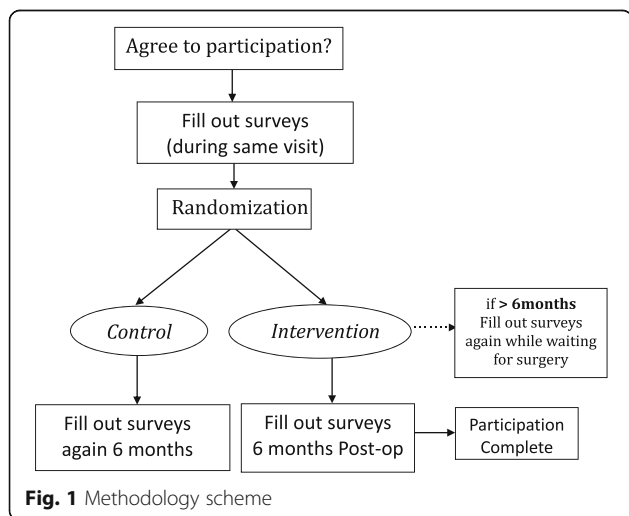 Agree to participation?
Fill out surveys
(during same visit)
Randomization
Control
Intervention
if > 6months
Fill out surveys
again while waiting
for surgery
Fill out surveys
again 6 months
Fill out surveys
6 months Post-op
Participation
Complete
Fig. 1 Methodology scheme